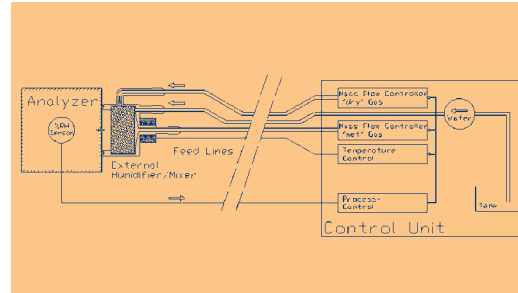 Analyzer
%RH
Sensor
External
Humidifier/Mixer
Feed Lines
Mass Flow Controller
"dry" Gas
Mass Flow Controller
"wet" Gas
Temperature
Control
Process-
Control
Water
Tank
Control Unit